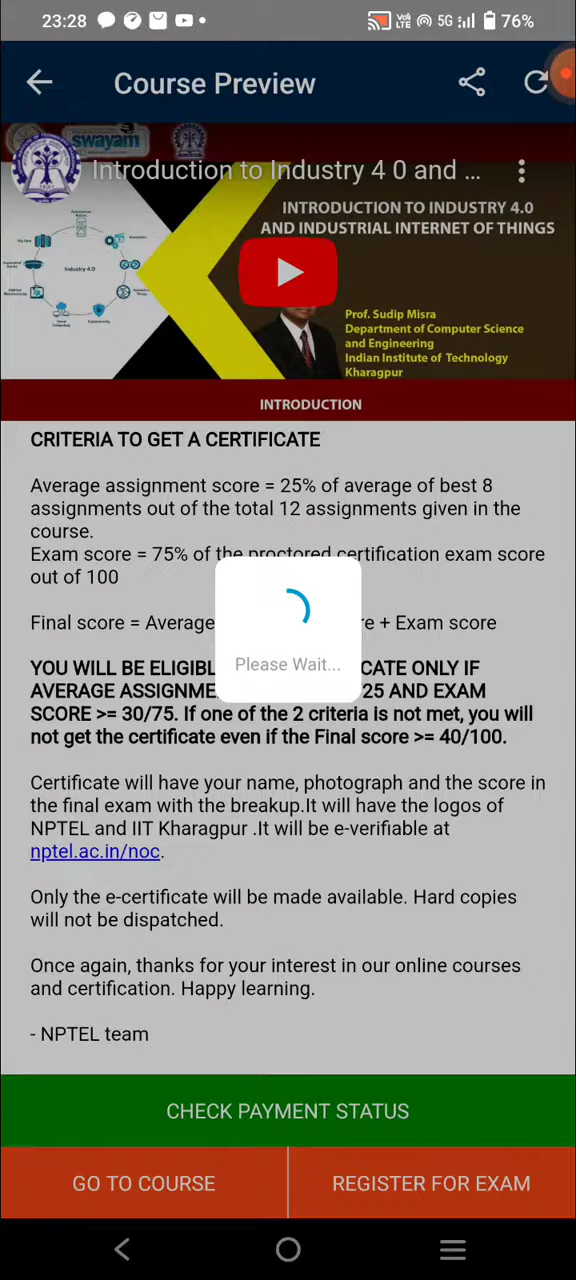 23:28
Vo)
LTE
5G
76%
Course Preview
swayam
Introduction to Industry 4 0 and ...
INTRODUCTION TO INDUSTRY 4.0
AND INDUSTRIAL INTERNET OF THINGS
Industry 4.0
Prof. Sudip Misra
Department of Computer Science
and Engineering
Indian Institute of Technology
Kharagpur
INTRODUCTION
CRITERIA TO GET A CERTIFICATE
Average assignment score = 25% of average of best 8
assignments out of the total 12 assignments given in the
course.
Exam score = 75% of the proctored certification exam score
out of 100
Final score = Average re + Exam score
YOU WILL BE ELIGIBL CATE ONLY IF
AVERAGE ASSIGNME 25 AND EXAM
SCORE >= 30/75. If one of the 2 criteria is not met, you will
not get the certificate even if the Final score >= 40/100.
Please Wait...
Certificate will have your name, photograph and the score in
the final exam with the breakup.It will have the logos of
NPTEL and IIT Kharagpur .It will be e-verifiable at
nptel.ac.in/noc.
Only the e-certificate will be made available. Hard copies
will not be dispatched.
Once again, thanks for your interest in our online courses
and certification. Happy learning.
- NPTEL team
CHECK PAYMENT STATUS
GO TO COURSE
REGISTER FOR EXAM